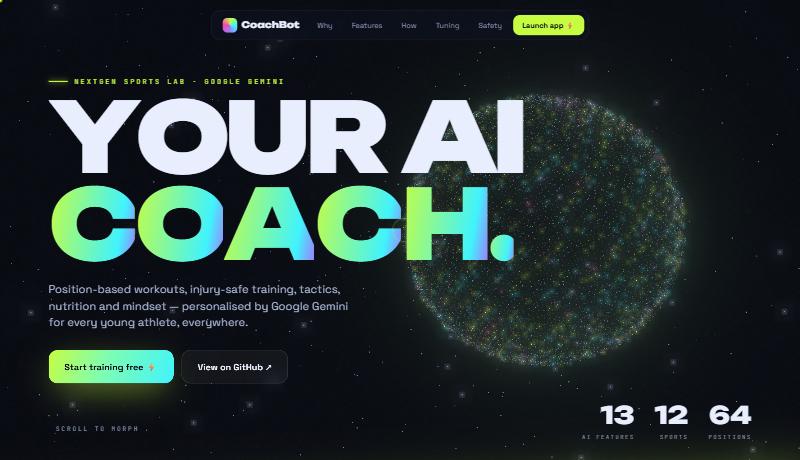 CoachBot
Why
Features
How
Tuning
Safety
Launch app ⚡
NEXTGEN SPORTS LAB · GOOGLE GEMINI
YOUR AI
COACH.
Position-based workouts, injury-safe training, tactics,
nutrition and mindset — personalised by Google Gemini
for every young athlete, everywhere.
Start training free ⚡
View on GitHub ↗
SCROLL TO MORPH
13
AI FEATURES
12
SPORTS
64
POSITIONS